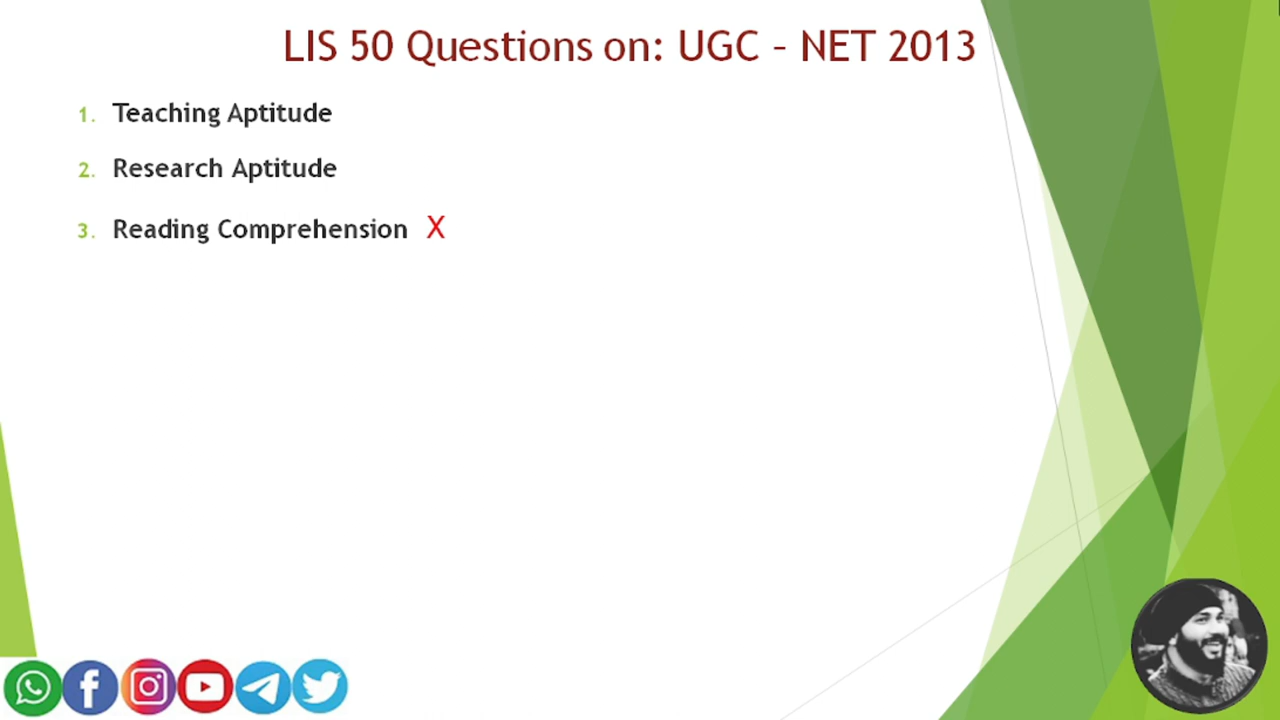 LIS 50 Questions on: UGC – NET 2013
1. Teaching Aptitude
2. Research Aptitude
3. Reading Comprehension X